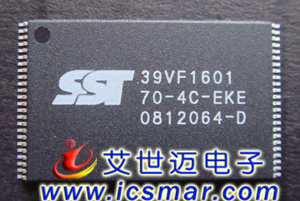 SST
39VF1601
70-4C-EKE
0812064-D
艾世迈电子
www.icsmar.com